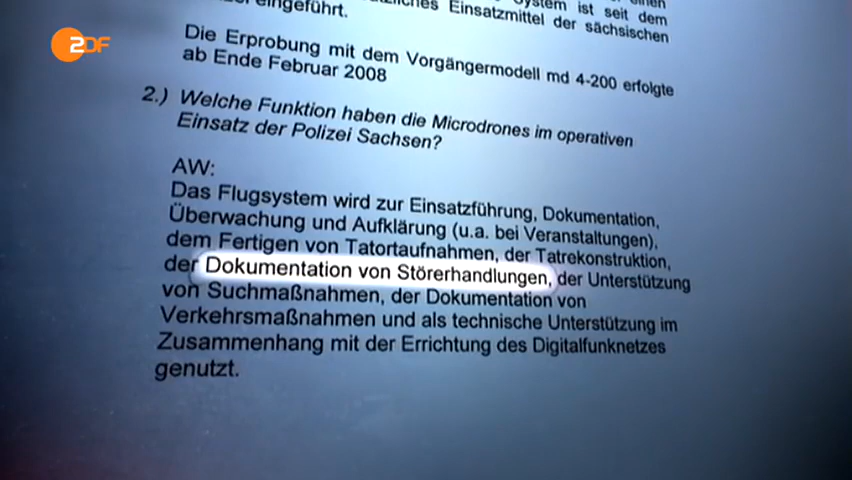 ZDF
System ist seit dem
eingeführt. Einsatzmittel der sächsischen
Die Erprobung mit dem Vorgängermodell md 4-200 erfolgte
ab Ende Februar 2008
2.) Welche Funktion haben die Microdrones im operativen
Einsatz der Polizei Sachsen?
AW:
Das Flugsystem wird zur Einsatzführung, Dokumentation,
Überwachung und Aufklärung (u.a. bei Veranstaltungen),
dem Fertigen von Tatortaufnahmen, der Tatrekonstruktion,
der Dokumentation von Störerhandlungen, der Unterstützung
von Suchmaßnahmen, der Dokumentation von
Verkehrsmaßnahmen und als technische Unterstützung im
Zusammenhang mit der Errichtung des Digitalfunknetzes
genutzt.